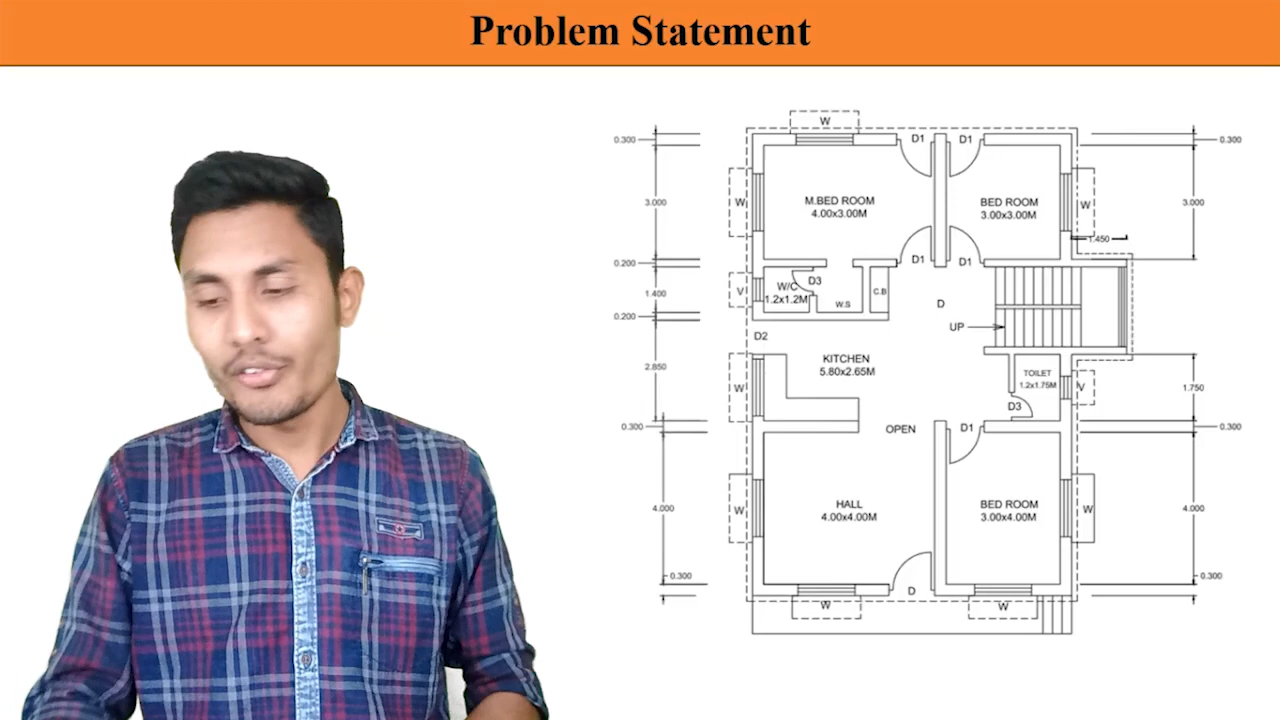 Problem Statement
W
0.300
D1
D1
0.300
3.000
W
M.BED ROOM
4.00x3.00M
BED ROOM
3.00x3.00M
W
3.000
1.450
0.200
D1
D1
1.400
V
W/C
1.2x1.2M
D3
W.S
C.B
D
0.200
UP
D2
KITCHEN
5.80x2.65M
2.850
W
TOILET
1.2x1.75M
V
1.750
D3
0.300
OPEN
D1
0.300
4.000
W
HALL
4.00x4.00M
BED ROOM
3.00x4.00M
W
4.000
0.300
D
0.300
W
W